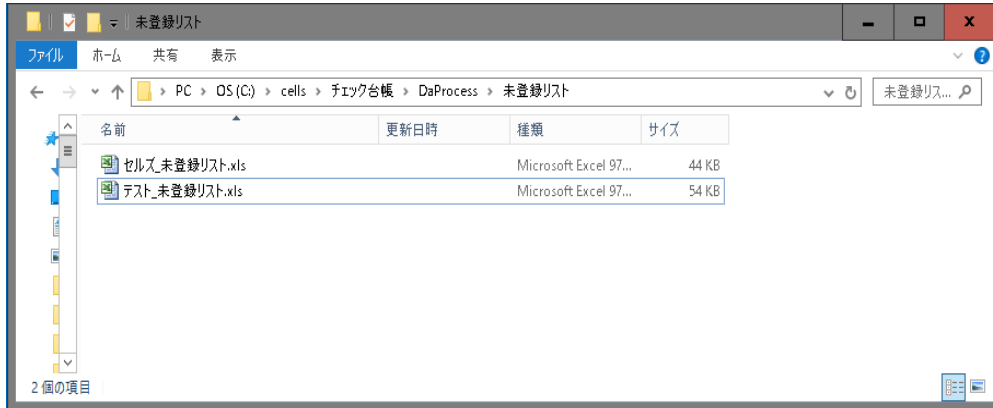 未登録リスト
ファイル ホーム 共有 表示
PC › OS (C:) › cells › チェック台帳 › DaProcess › 未登録リスト 未登録リス...
名前 更新日時 種類 サイズ
セルズ_未登録リスト.xls Microsoft Excel 97... 44 KB
テスト_未登録リスト.xls Microsoft Excel 97... 54 KB
2 個の項目